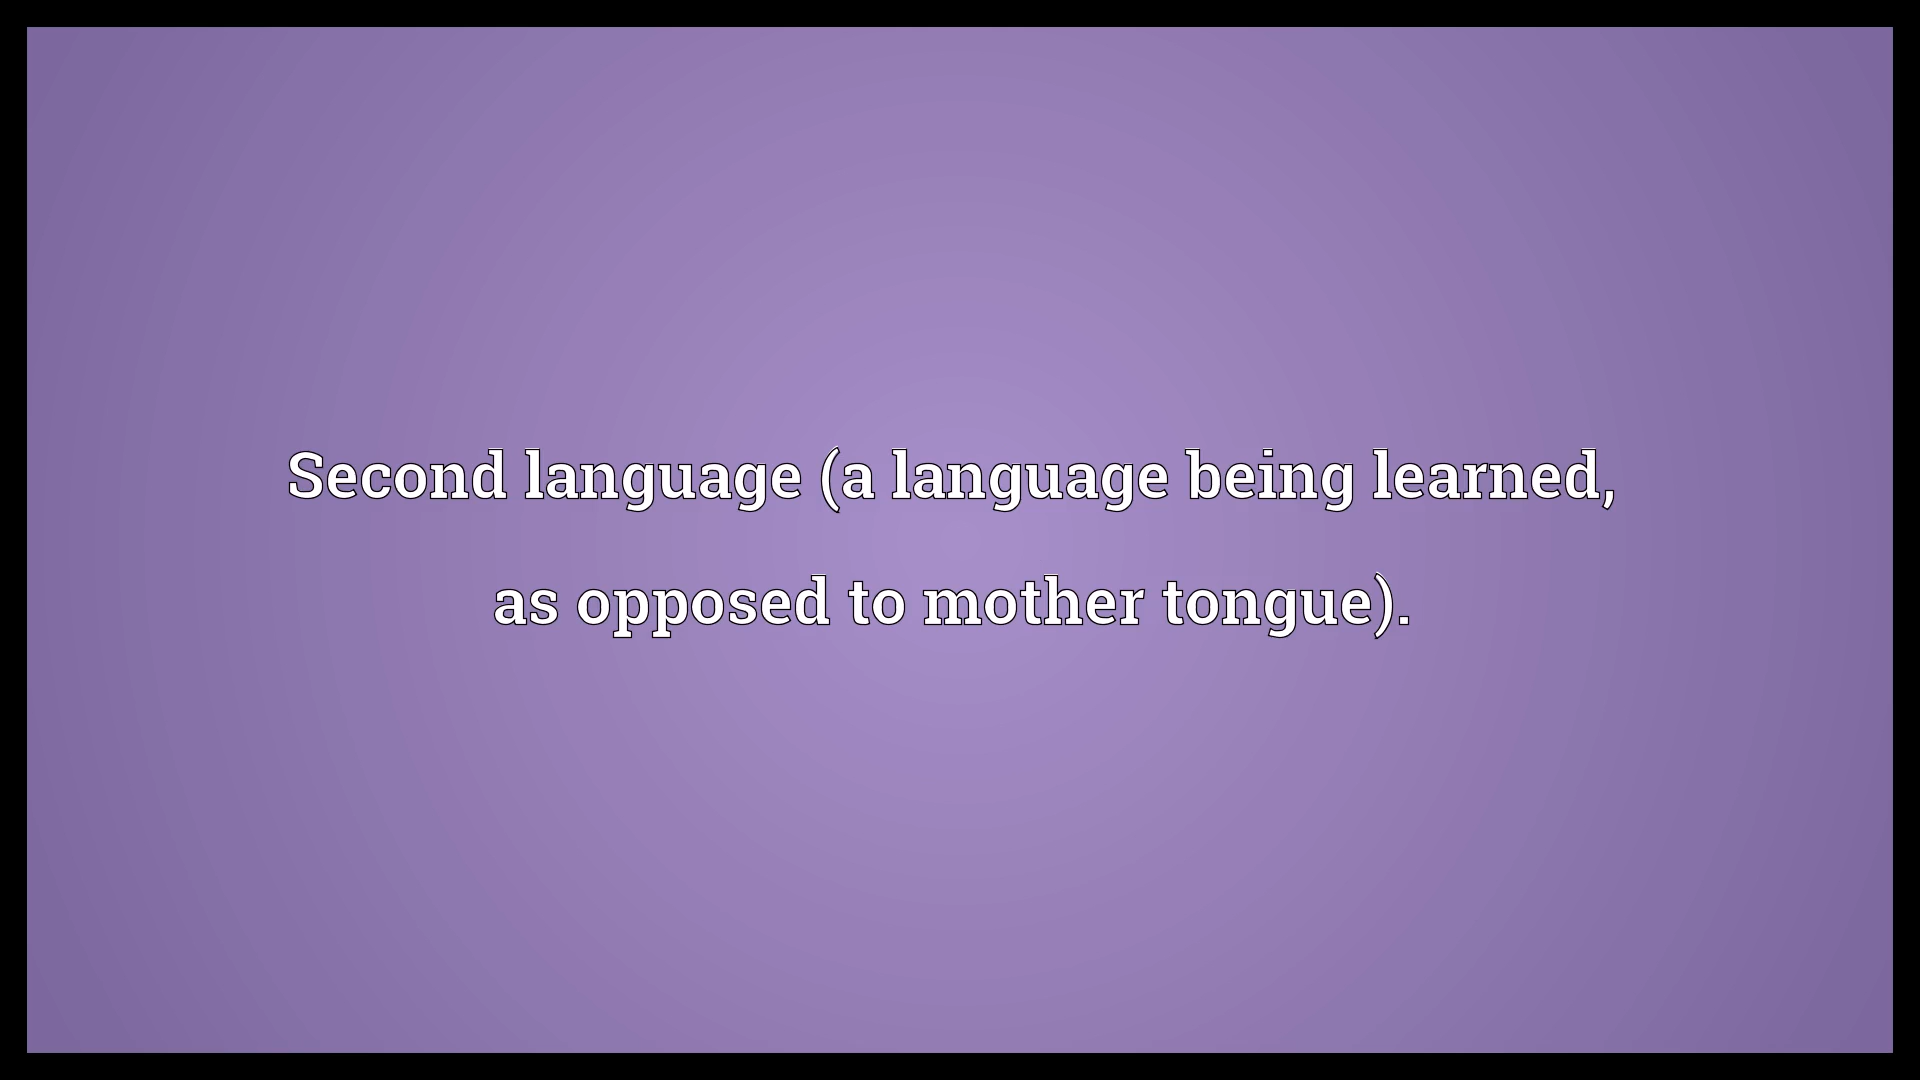 Second language (a language being learned,
as opposed to mother tongue).